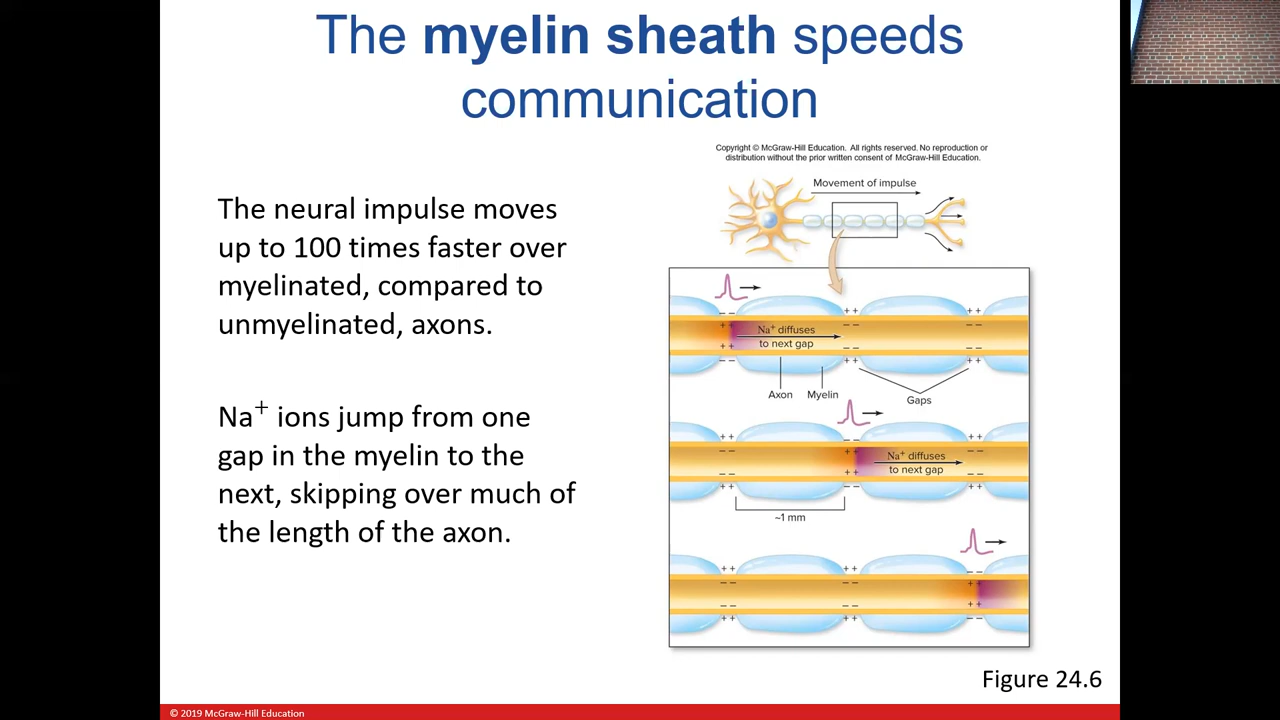 The myelin sheath speeds
communication
Copyright © McGraw-Hill Education. All rights reserved. No reproduction or
distribution without the prior written consent of McGraw-Hill Education.
The neural impulse moves
up to 100 times faster over
myelinated, compared to
unmyelinated, axons.
Na⁺ ions jump from one
gap in the myelin to the
next, skipping over much of
the length of the axon.
Movement of impulse
Na⁺ diffuses
to next gap
Axon
Myelin
Gaps
Na⁺ diffuses
to next gap
~1 mm
Figure 24.6
© 2019 McGraw-Hill Education